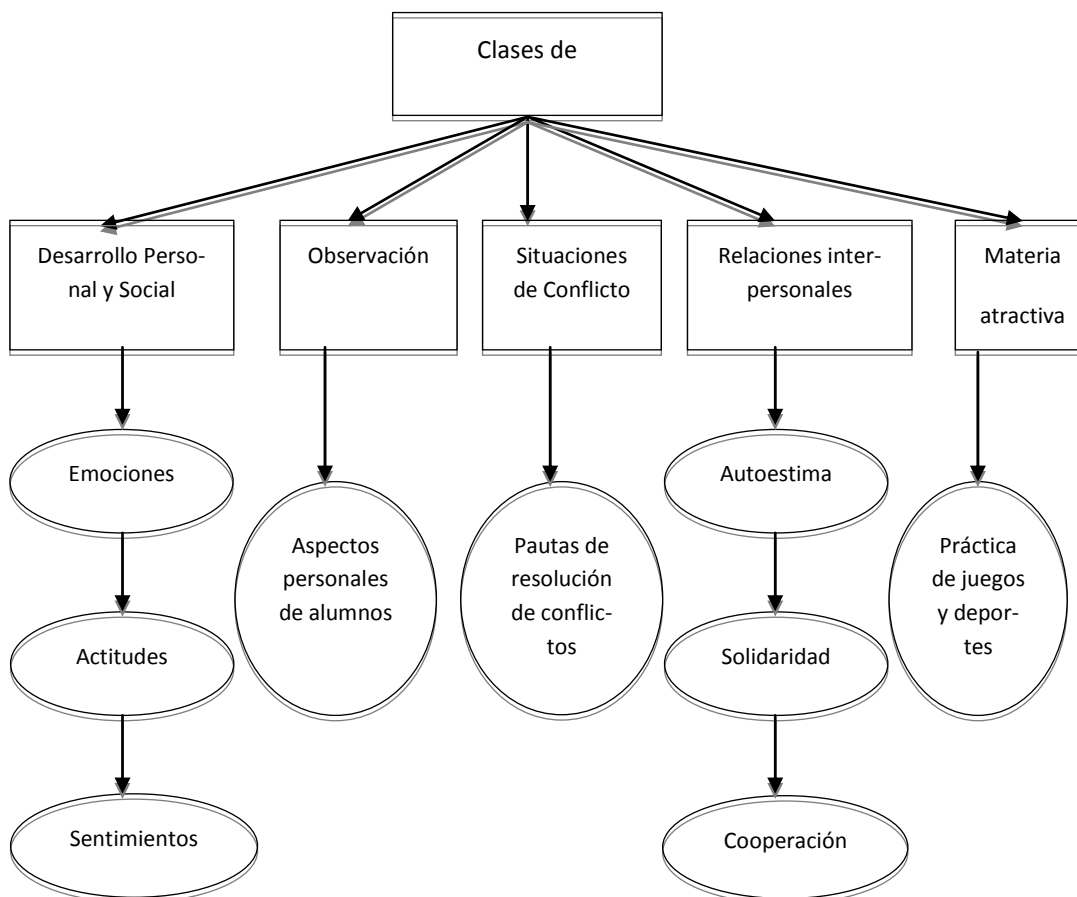 Clases de
Desarrollo Perso-
nal y Social
Observación
Situaciones
de Conflicto
Relaciones inter-
personales
Materia
atractiva
Emociones
Autoestima
Aspectos
personales
de alumnos
Pautas de
resolución
de conflic-
tos
Práctica
de juegos
y depor-
tes
Actitudes
Solidaridad
Sentimientos
Cooperación